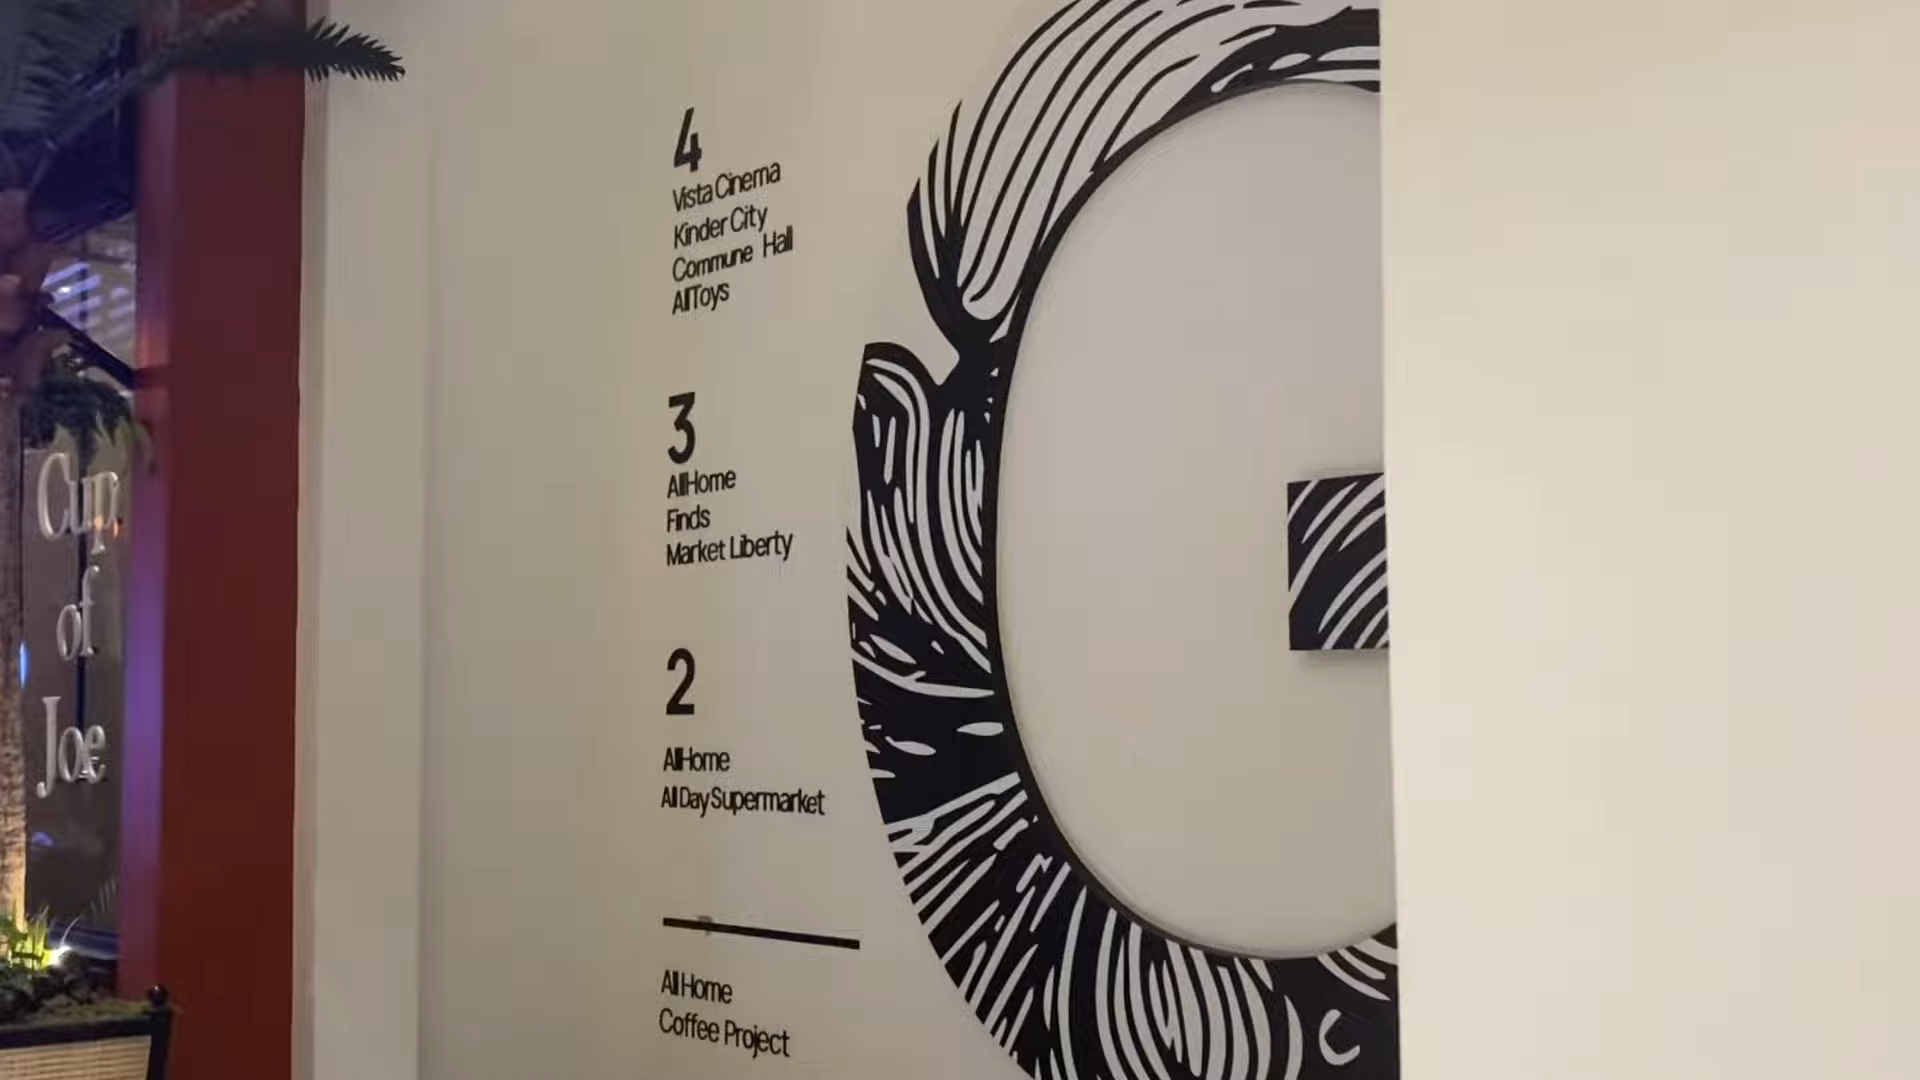 Cup
of
Joe
4
Vista Cinema
Kinder City
Commune Hall
AllToys
3
AllHome
Finds
Market Liberty
2
AllHome
All Day Supermarket
All Home
Coffee Project
G